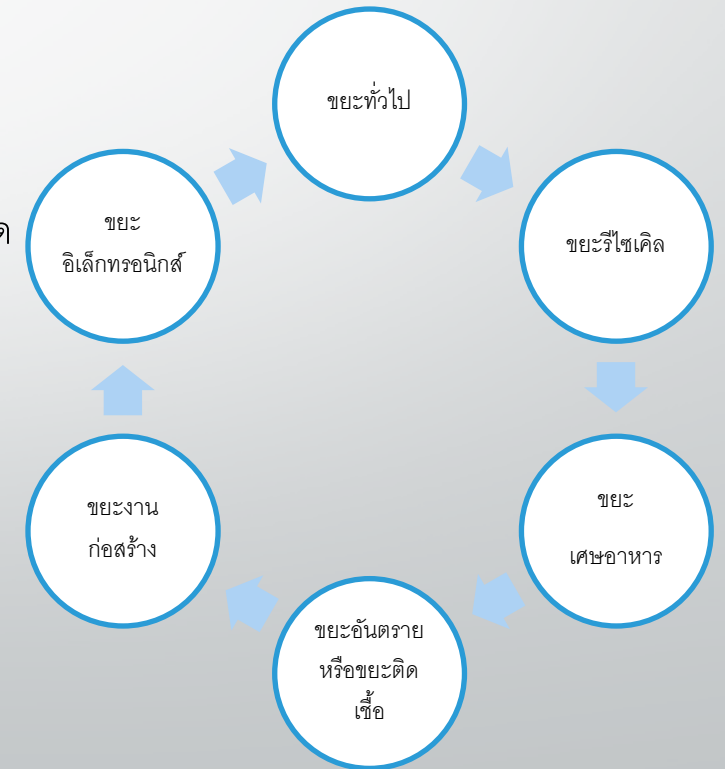 ขยะทั่วไป
ขยะรีไซเคิล
ขยะ
เศษอาหาร
ขยะอันตราย
หรือขยะติด
เชื้อ
ขยะงาน
ก่อสร้าง
ขยะ
อิเล็กทรอนิกส์